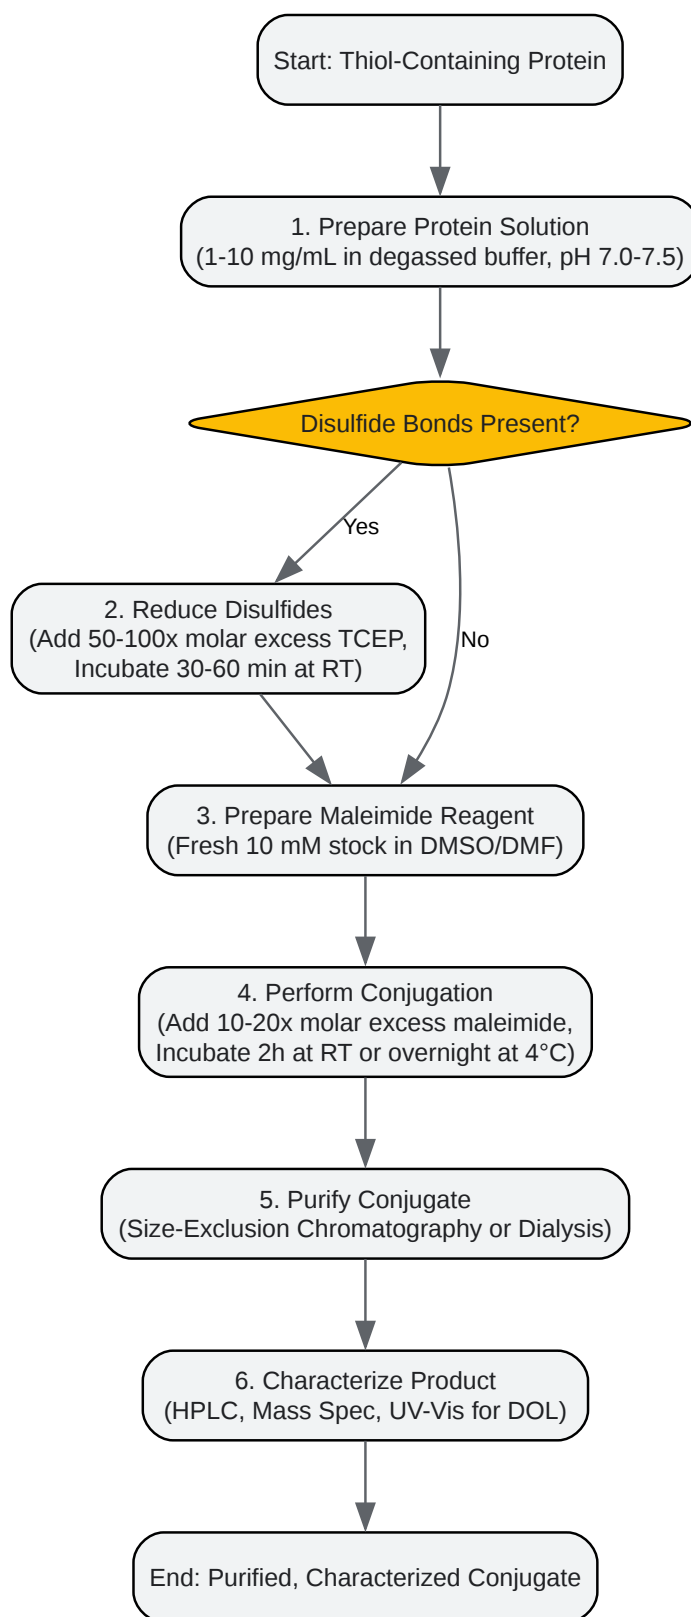 Start: Thiol-Containing Protein
1. Prepare Protein Solution
(1-10 mg/mL in degassed buffer, pH 7.0-7.5)
Disulfide Bonds Present?
Yes
2. Reduce Disulfides
(Add 50-100x molar excess TCEP,
Incubate 30-60 min at RT)
No
3. Prepare Maleimide Reagent
(Fresh 10 mM stock in DMSO/DMF)
4. Perform Conjugation
(Add 10-20x molar excess maleimide,
Incubate 2h at RT or overnight at 4°C)
5. Purify Conjugate
(Size-Exclusion Chromatography or Dialysis)
6. Characterize Product
(HPLC, Mass Spec, UV-Vis for DOL)
End: Purified, Characterized Conjugate